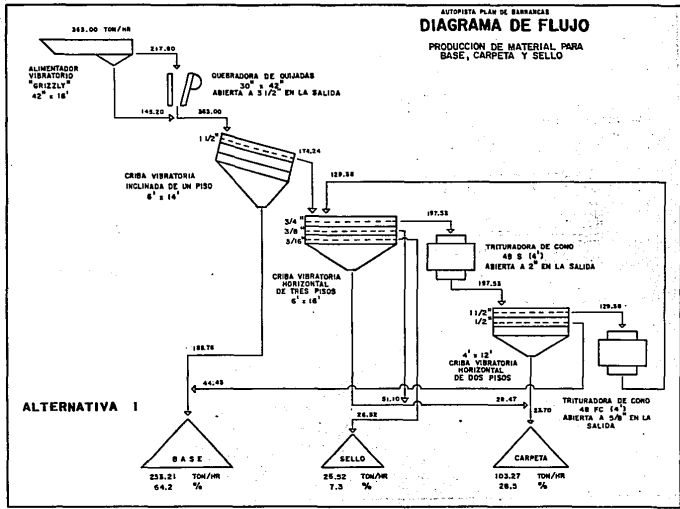 AUTOPISTA PLAN DE BARRANCAS
DIAGRAMA DE FLUJO
PRODUCCION DE MATERIAL PARA
BASE, CARPETA Y SELLO
363.00 TON/HR
217.80
ALIMENTADOR
VIBRATORIO
"GRIZZLT"
42" x 16'
QUEBRADORA DE QUIJADAS
30" x 42"
ABIERTA A 3 1/2" EN LA SALIDA
145.20
363.00
1 1/2"
174.24
129.38
CRIBA VIBRATORIA
INCLINADA DE UN PISO
6' x 14'
3/4"
3/8"
3/16"
197.53
TRITURADORA DE CONO
48 S (4')
ABIERTA A 2" EN LA SALIDA
CRIBA VIBRATORIA
HORIZONTAL
DE TRES PISOS
6' x 16'
197.53
1 1/2"
1/2"
129.38
188.76
4' x 12'
CRIBA VIBRATORIA
HORIZONTAL
DE DOS PISOS
TRITURADORA DE CONO
48 FC (4')
ABIERTA A 5/8" EN LA
SALIDA
44.45
51.10
28.47
26.52
23.70
ALTERNATIVA I
BASE
SELLO
CARPETA
233.21 TON/HR
64.2 %
26.52 TON/HR
7.3 %
103.27 TON/HR
28.5 %